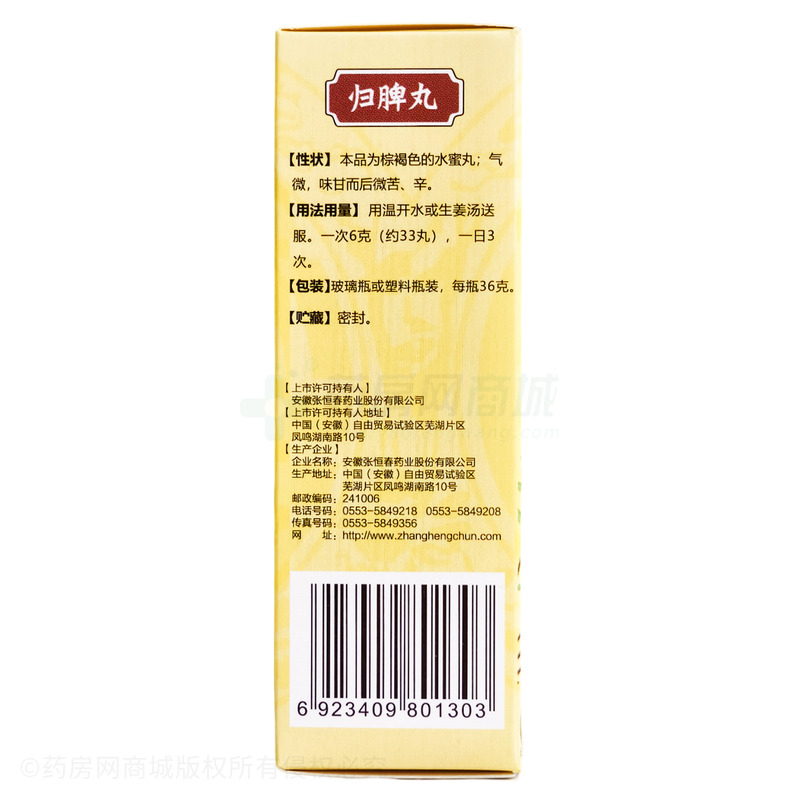 归脾丸
【性状】 本品为棕褐色的水蜜丸；气
微，味甘而后微苦、辛。
【用法用量】 用温开水或生姜汤送
服。一次6克（约33丸），一日3
次。
【包装】玻璃瓶或塑料瓶装，每瓶36克。
【贮藏】密封。
【上市许可持有人】
安徽张恒春药业股份有限公司
【上市许可持有人地址】
中国（安徽）自由贸易试验区芜湖片区
凤鸣湖南路10号
【生产企业】
企业名称：安徽张恒春药业股份有限公司
生产地址：中国（安徽）自由贸易试验区
芜湖片区凤鸣湖南路10号
邮政编码：241006
电话号码：0553-5849218 0553-5849208
传真号码：0553-5849356
网 址：http://www.zhanghengchun.com
6 923409 801303
药房网商城
©药房网商城版权所有侵权必究